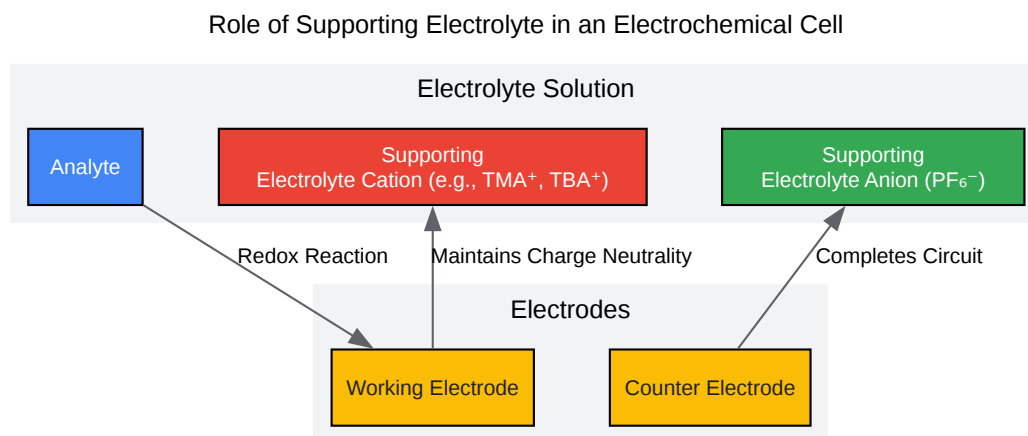 Role of Supporting Electrolyte in an Electrochemical Cell
Electrolyte Solution
Analyte
Supporting
Electrolyte Cation (e.g., TMA⁺, TBA⁺)
Supporting
Electrolyte Anion (PF₆⁻)
Redox Reaction
Maintains Charge Neutrality
Completes Circuit
Electrodes
Working Electrode
Counter Electrode